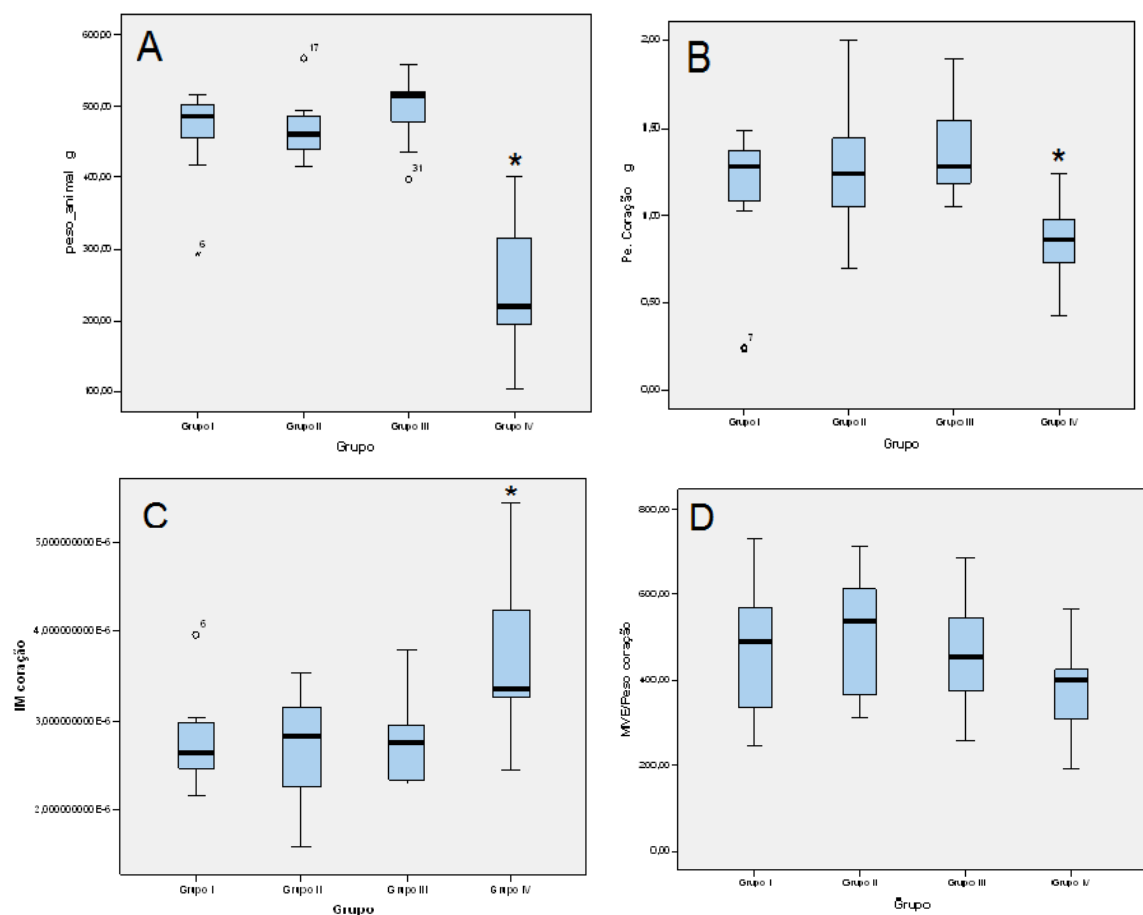 A
600,00
500,00
400,00
300,00
200,00
100,00
peso_animal g
17
31
6
*
*
Grupo I
Grupo II
Grupo III
Grupo IV
Grupo
B
2,00
1,50
1,00
0,50
0,00
Pe. Coração g
7
*
Grupo I
Grupo II
Grupo III
Grupo IV
Grupo
C
5,000000000E-6
4,000000000E-6
3,000000000E-6
2,000000000E-6
IM coração
6
*
Grupo I
Grupo II
Grupo III
Grupo IV
Grupo
D
800,00
600,00
400,00
200,00
0,00
MVE/Peso coração
Grupo I
Grupo II
Grupo III
Grupo IV
Grupo